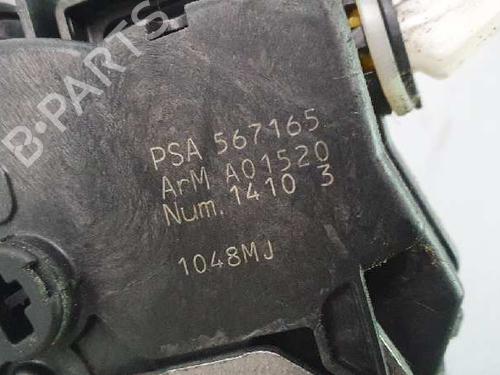 B-PARTS
PSA 567165
ArM A01520
Num. 1410 3
1048MJ